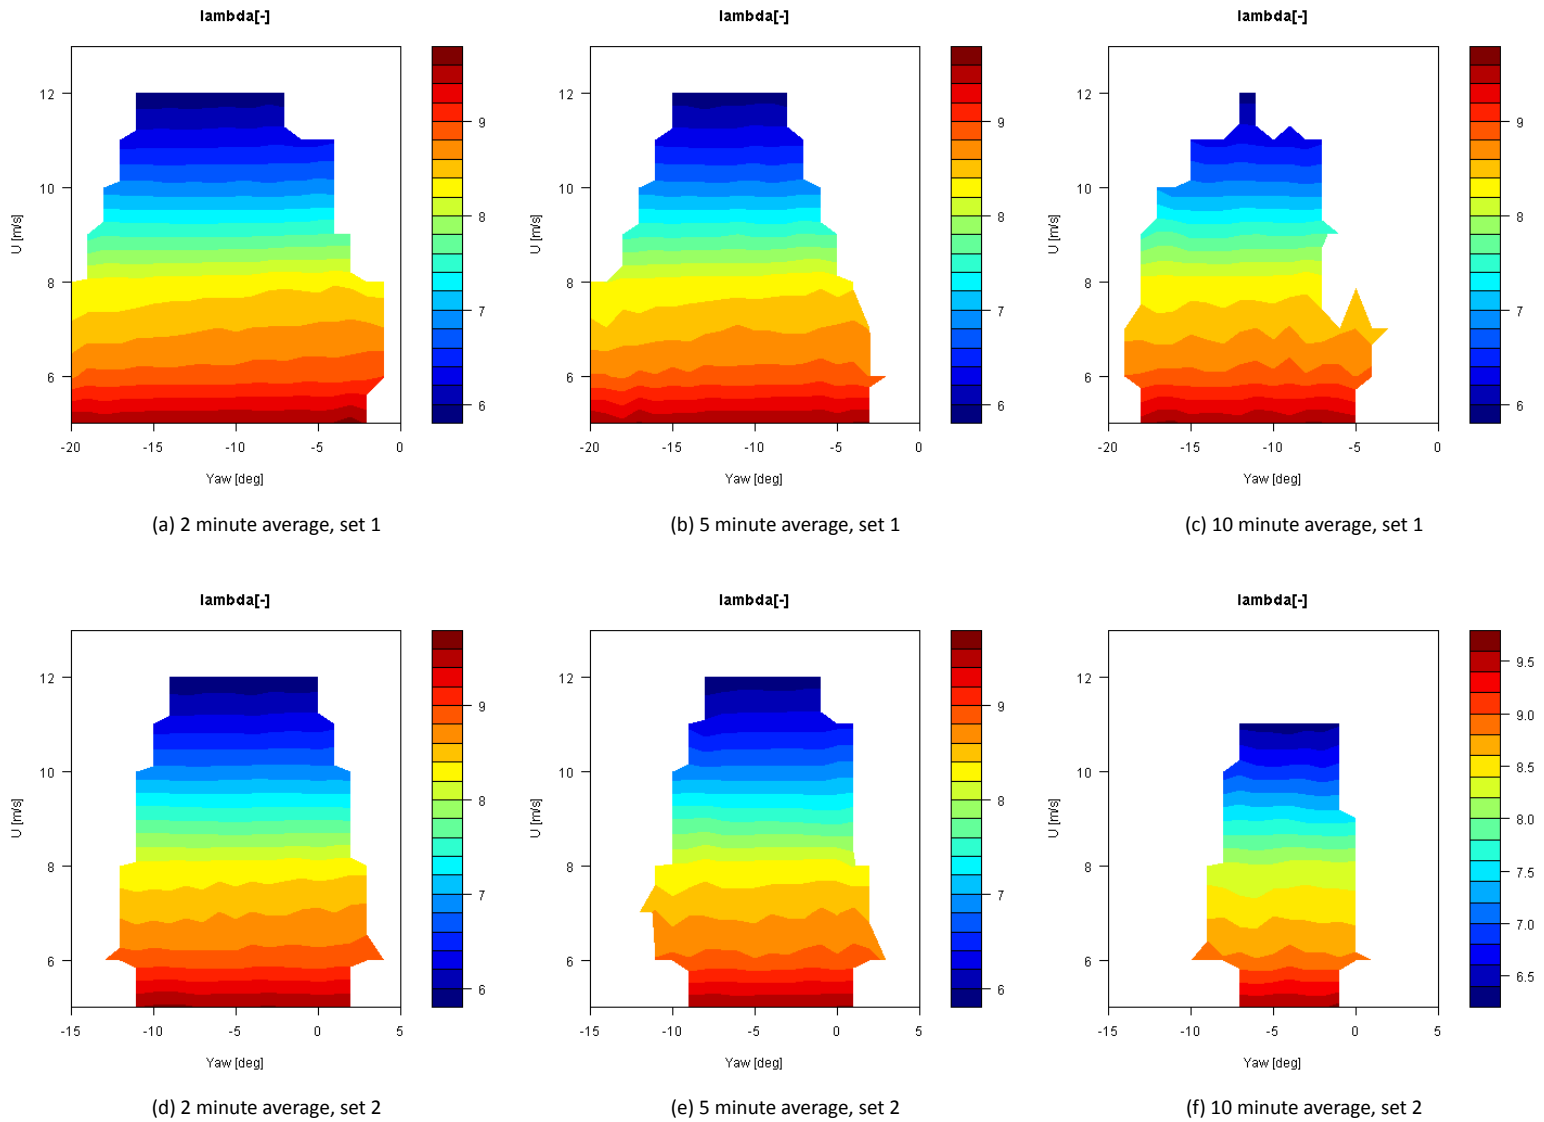 lambda[-] lambda[-] lambda[-]
12 12 12
9 9 9
10 10 10
U [m/s] 8 U [m/s] 8 U [m/s] 8
8 8 8
7 7 7
6 6 6
6 6 6
-20 -15 -10 -5 0 -20 -15 -10 -5 0 -20 -15 -10 -5 0
Yaw [deg] Yaw [deg] Yaw [deg]
(a) 2 minute average, set 1 (b) 5 minute average, set 1 (c) 10 minute average, set 1
lambda[-] lambda[-] lambda[-]
9.5
12 12 12
9 9 9.0
10 10 10 8.5
U [m/s] 8 U [m/s] 8 U [m/s] 8.0
8 8 8 7.5
7 7 7.0
6 6 6 6.5
6 6
-15 -10 -5 0 5 -15 -10 -5 0 5 -15 -10 -5 0 5
Yaw [deg] Yaw [deg] Yaw [deg]
(d) 2 minute average, set 2 (e) 5 minute average, set 2 (f) 10 minute average, set 2